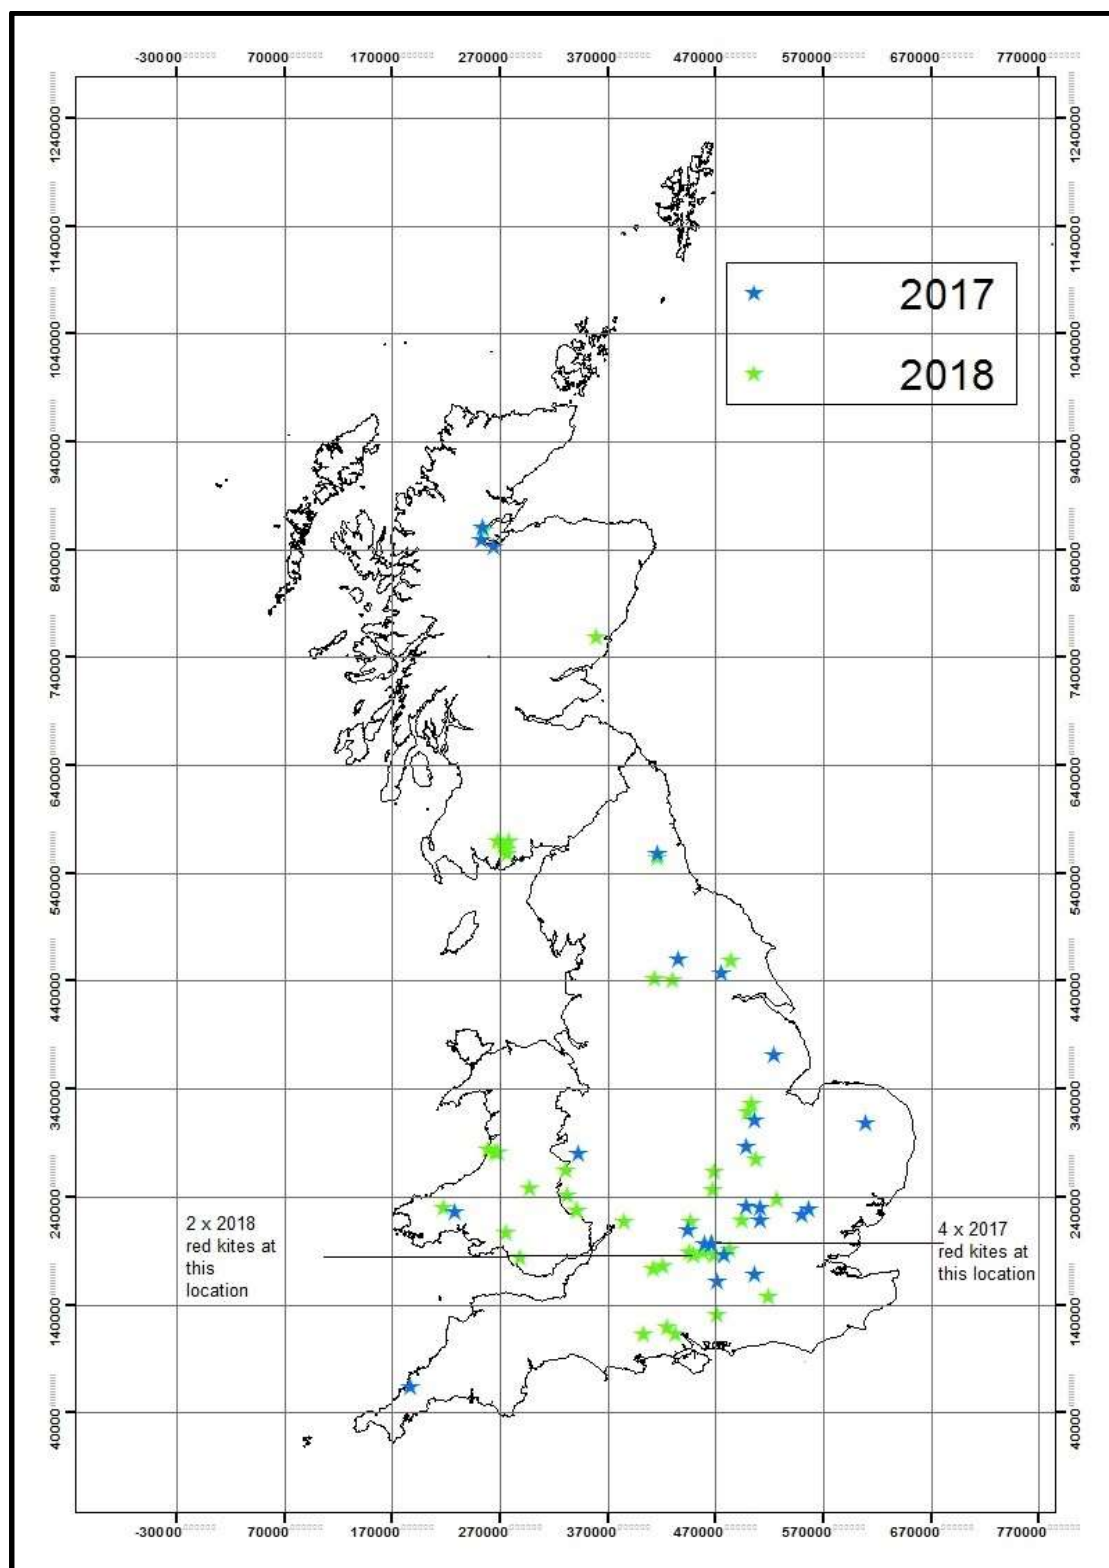 -30000 70000 170000 270000 370000 470000 570000 670000 770000
1240000 1240000
1140000 1140000
2017
1040000 1040000
2018
940000 940000
840000 840000
740000 740000
640000 640000
540000 540000
440000 440000
340000 340000
240000 240000
2 x 2018
red kites at
this
location
4 x 2017
red kites at
this location
140000 140000
40000 40000
-30000 70000 170000 270000 370000 470000 570000 670000 770000